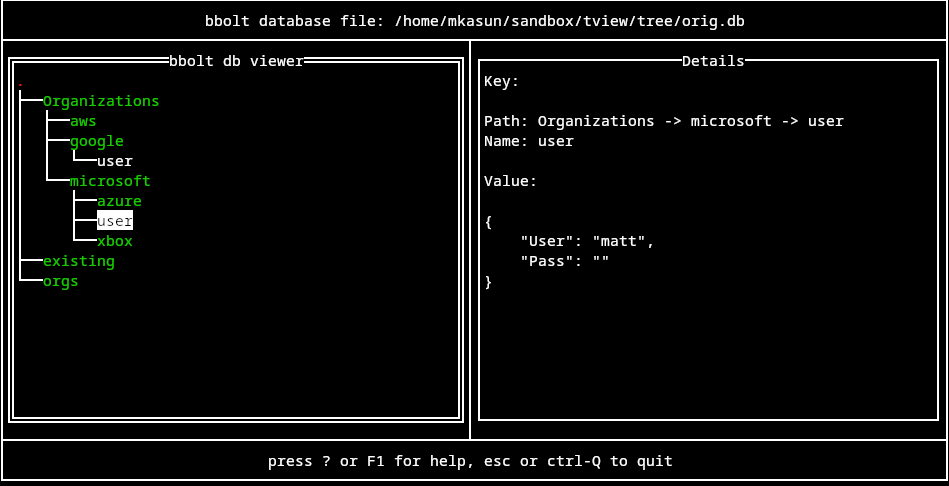 bbolt database file: /home/mkasun/sandbox/tview/tree/orig.db
bbolt db viewer
.
Organizations
aws
google
user
microsoft
azure
user
xbox
existing
orgs
Details
Key:
Path: Organizations -> microsoft -> user
Name: user
Value:
{
"User": "matt",
"Pass": ""
}
press ? or F1 for help, esc or ctrl-Q to quit